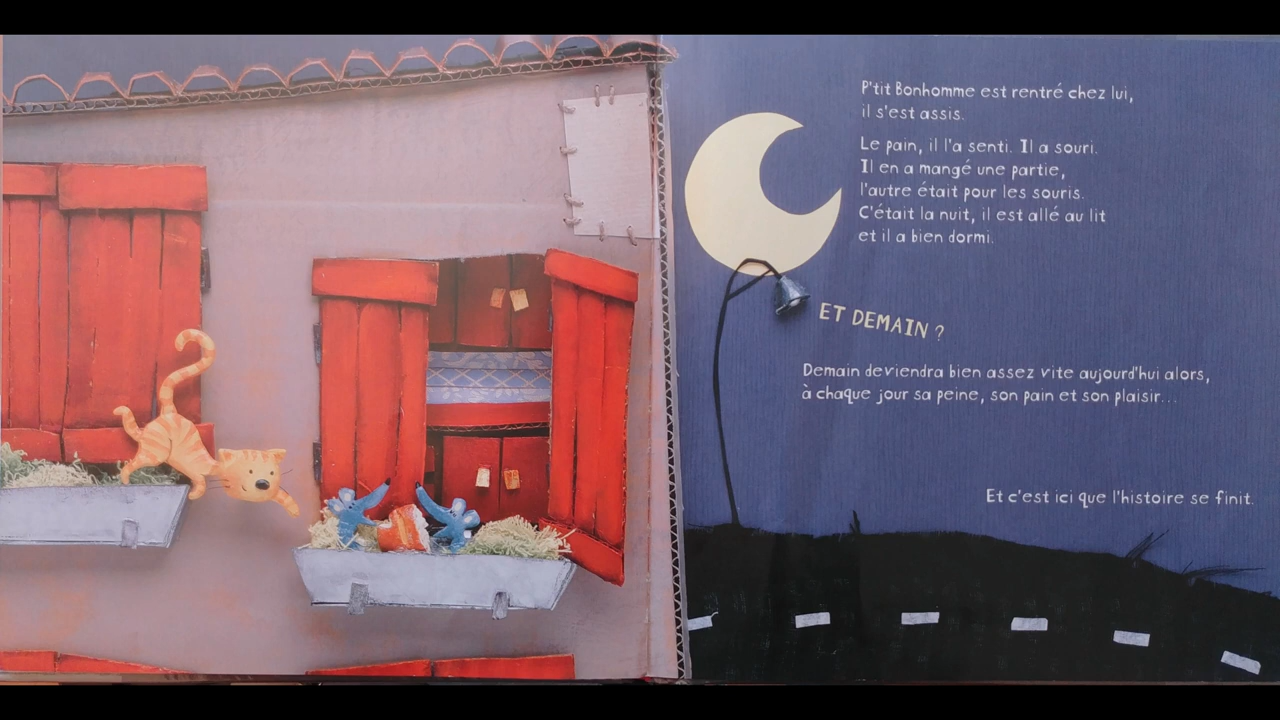 P'tit Bonhomme est rentré chez lui,
il s'est assis.
Le pain, il l'a senti. Il a souri.
Il en a mangé une partie,
l'autre était pour les souris.
C'était la nuit, il est allé au lit
et il a bien dormi.
ET DEMAIN ?
Demain deviendra bien assez vite aujourd'hui alors,
à chaque jour sa peine, son pain et son plaisir...
Et c'est ici que l'histoire se finit.